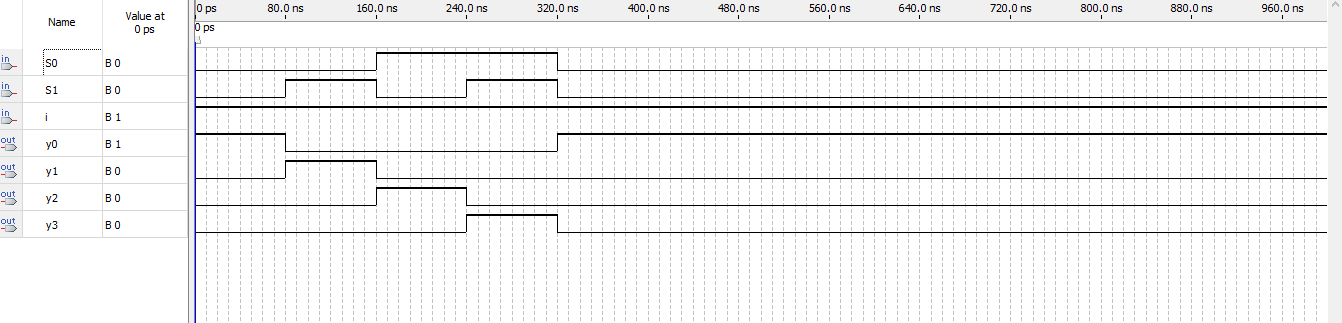 Name Value at 0 ps
0 ps 80.0 ns 160.0 ns 240.0 ns 320.0 ns 400.0 ns 480.0 ns 560.0 ns 640.0 ns 720.0 ns 800.0 ns 880.0 ns 960.0 ns
0 ps
in S0 B 0
in S1 B 0
in i B 1
out y0 B 1
out y1 B 0
out y2 B 0
out y3 B 0